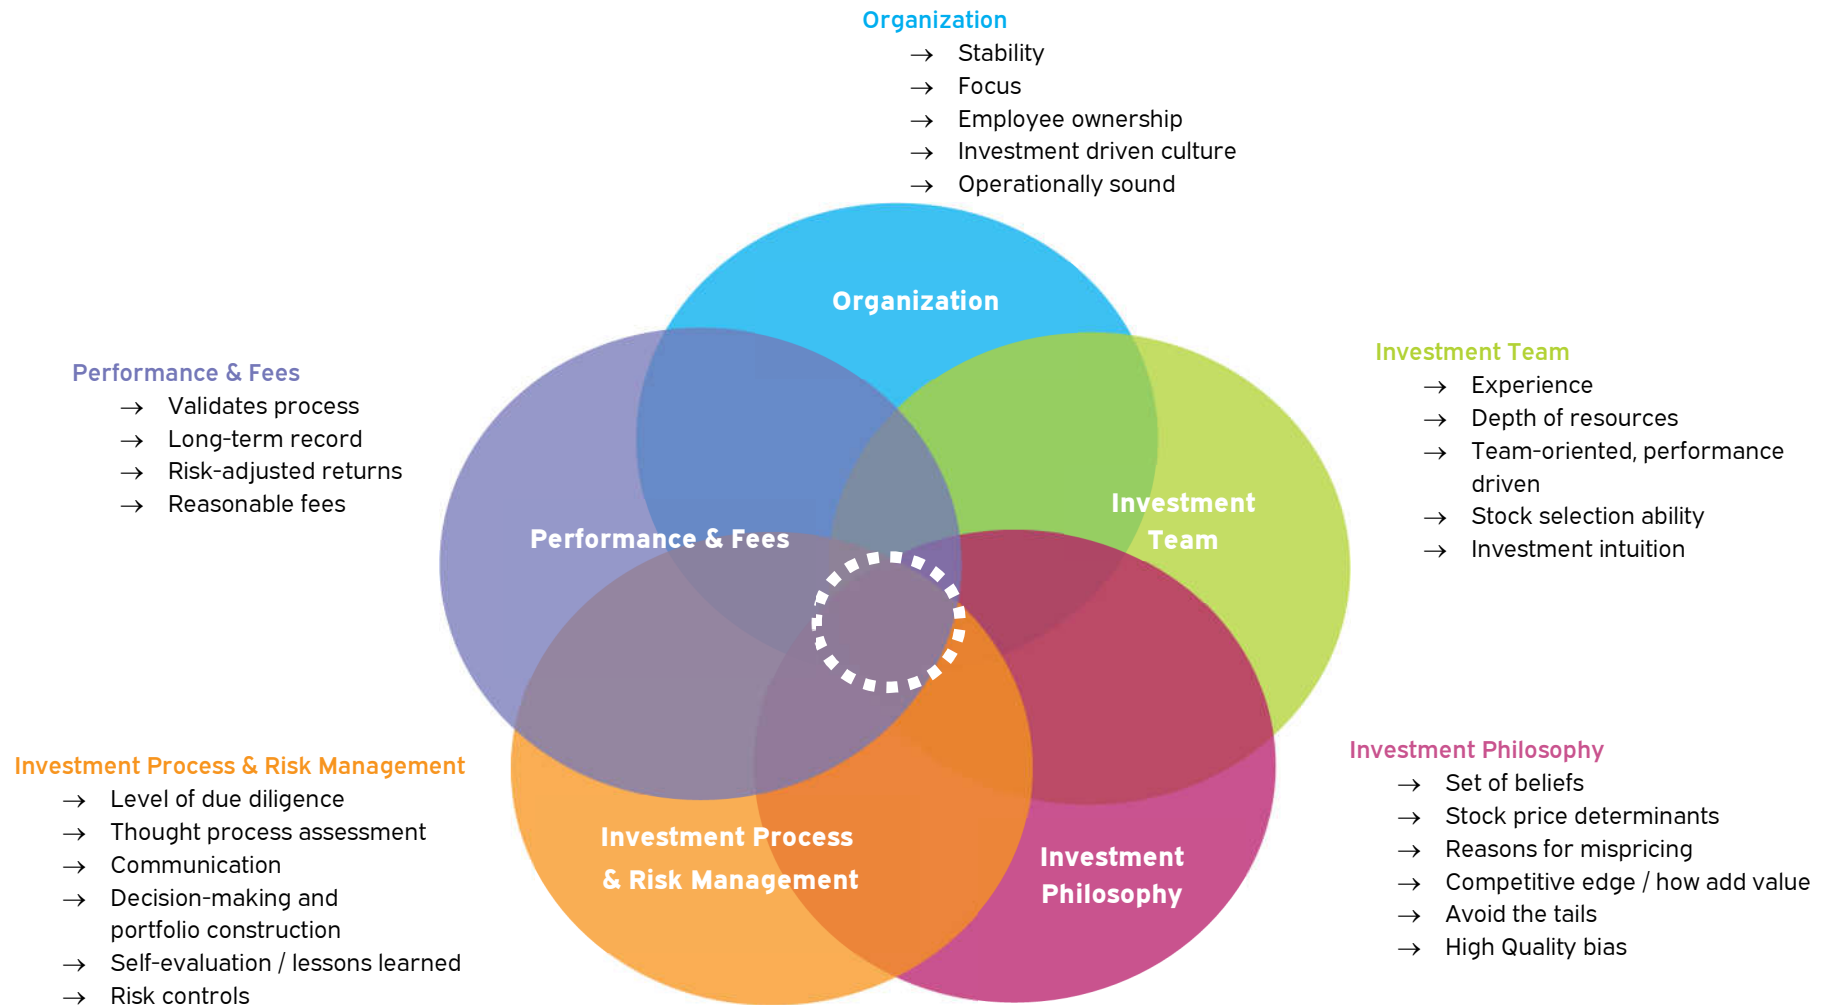 Organization
→ Stability
→ Focus
→ Employee ownership
→ Investment driven culture
→ Operationally sound
Organization
Performance & Fees
→ Validates process
→ Long-term record
→ Risk-adjusted returns
→ Reasonable fees
Investment Team
→ Experience
→ Depth of resources
→ Team-oriented, performance
driven
→ Stock selection ability
→ Investment intuition
Performance & Fees
Investment
Team
Investment Process & Risk Management
→ Level of due diligence
→ Thought process assessment
→ Communication
→ Decision-making and
portfolio construction
→ Self-evaluation / lessons learned
→ Risk controls
Investment Process
& Risk Management
Investment
Philosophy
Investment Philosophy
→ Set of beliefs
→ Stock price determinants
→ Reasons for mispricing
→ Competitive edge / how add value
→ Avoid the tails
→ High Quality bias